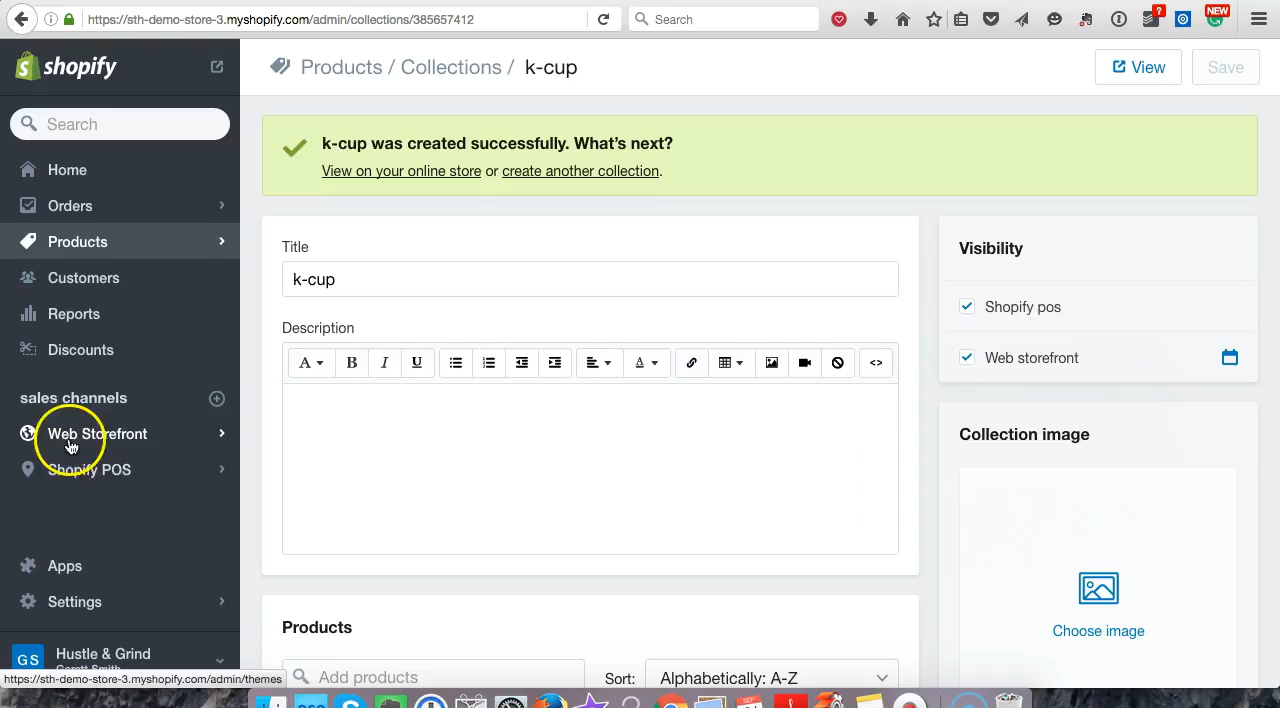 https://sth-demo-store-3.myshopify.com/admin/collections/385657412
Search
?
NEW
shopify
Products / Collections / k-cup
View
Save
Search
Home
Orders
Products
Customers
Reports
Discounts
sales channels
Web Storefront
Shopify POS
Apps
Settings
GS
Hustle & Grind
Garett Smith
https://sth-demo-store-3.myshopify.com/admin/themes
k-cup was created successfully. What's next?
View on your online store or create another collection.
Title
k-cup
Description
A
B
I
U
A
<>
Products
Add products
Sort:
Alphabetically: A-Z
Visibility
Shopify pos
Web storefront
Collection image
Choose image
SEP